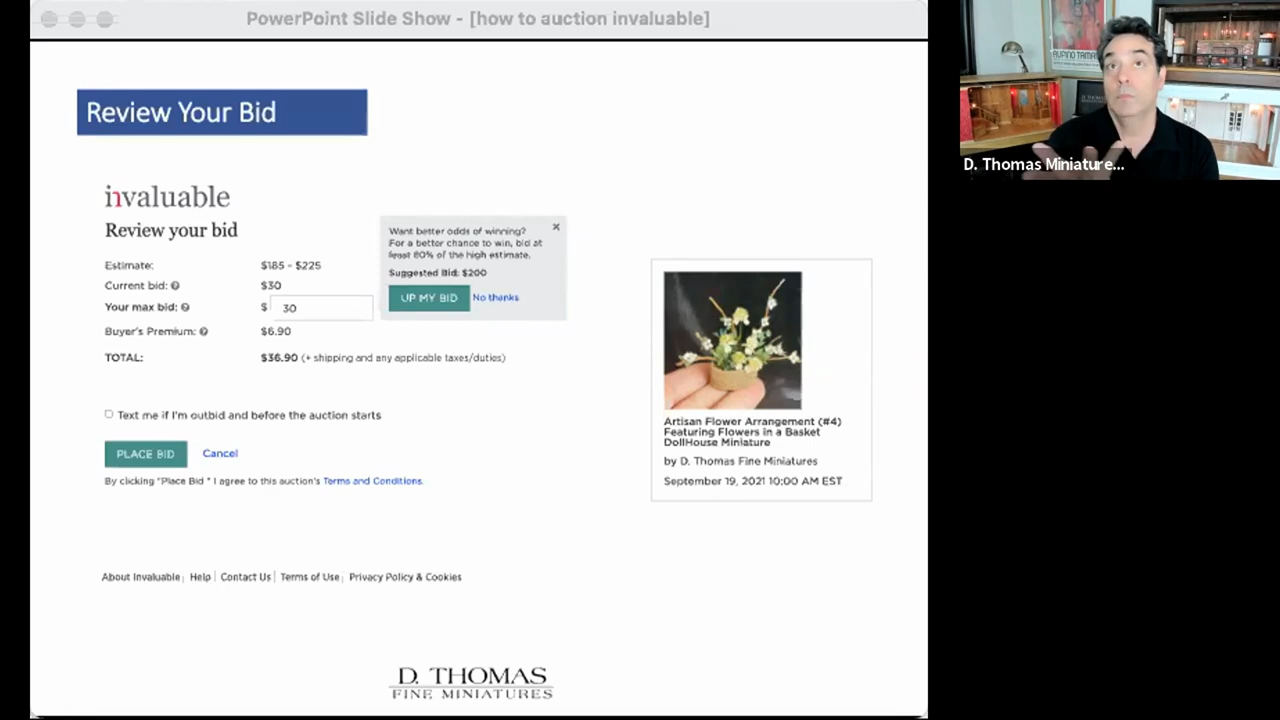 PowerPoint Slide Show - [how to auction invaluable]
Review Your Bid
invaluable
Review your bid
Estimate: $185 - $225
Current bid: $30
Your max bid: $ 30
Buyer's Premium: $6.90
TOTAL: $36.90 (+ shipping and any applicable taxes/duties)
Want better odds of winning?
For a better chance to win, bid at
least 80% of the high estimate.
Suggested Bid: $200
UP MY BID No thanks
Text me if I'm outbid and before the auction starts
PLACE BID Cancel
By clicking "Place Bid " I agree to this auction's Terms and Conditions.
Artisan Flower Arrangement (#4)
Featuring Flowers in a Basket
DollHouse Miniature
by D. Thomas Fine Miniatures
September 19, 2021 10:00 AM EST
About Invaluable Help Contact Us Terms of Use Privacy Policy & Cookies
D. THOMAS
FINE MINIATURES
RUFINO TAMA
D. THOMAS
D. Thomas Miniature...